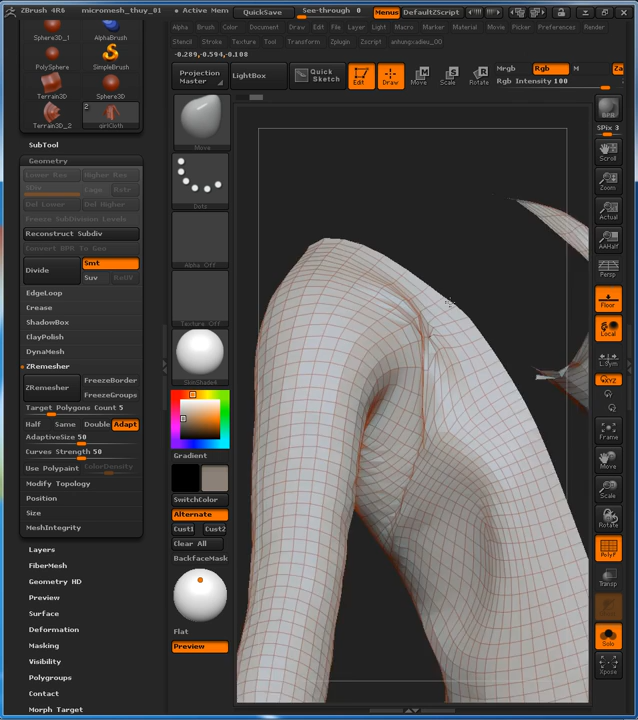 ZBrush 4R6 micromesh_thuy_01 • Active Mem QuickSave See-through 0 Menus DefaultZScript
Alpha Brush Color Document Draw Edit File Layer Light Macro Marker Material Movie Picker Preferences Render
Stencil Stroke Texture Tool Transform Zplugin Zscript anhungxadieu_00
-0.289,-0.594,-0.108
Projection Master LightBox Quick Sketch Edit Draw Move Scale Rotate Mrgb Rgb
Rgb Intensity 100
Sphere3D_1 AlphaBrush
PolySphere SimpleBrush
Terrain3D Sphere3D
2
Terrain3D_2 girlCloth
SubTool
Geometry
Lower Res Higher Res
SDiv Cage Rstr
Del Lower Del Higher
Freeze SubDivision Levels
Reconstruct Subdiv
Convert BPR To Geo
Divide Smt
Suv ReUV
EdgeLoop
Crease
ShadowBox
ClayPolish
DynaMesh
ZRemesher
ZRemesher FreezeBorder
FreezeGroups
Target Polygons Count 5
Half Same Double Adapt
AdaptiveSize 50
Curves Strength 50
Use Polypaint ColorDensity
Modify Topology
Position
Size
MeshIntegrity
Layers
FiberMesh
Geometry HD
Preview
Surface
Deformation
Masking
Visibility
Polygroups
Contact
Morph Target
Move
Dots
Alpha Off
Texture Off
SkinShade4
Gradient
SwitchColor
Alternate
Cust1 Cust2
Clear All
BackfaceMask
Flat
Preview
BPR
SPix 3
Scroll
Zoom
Actual
AAHalf
Persp
Floor
Local
L.Sym
XYZ
Frame
Move
Scale
Rotate
PolyF
Transp
Solo
Xpose